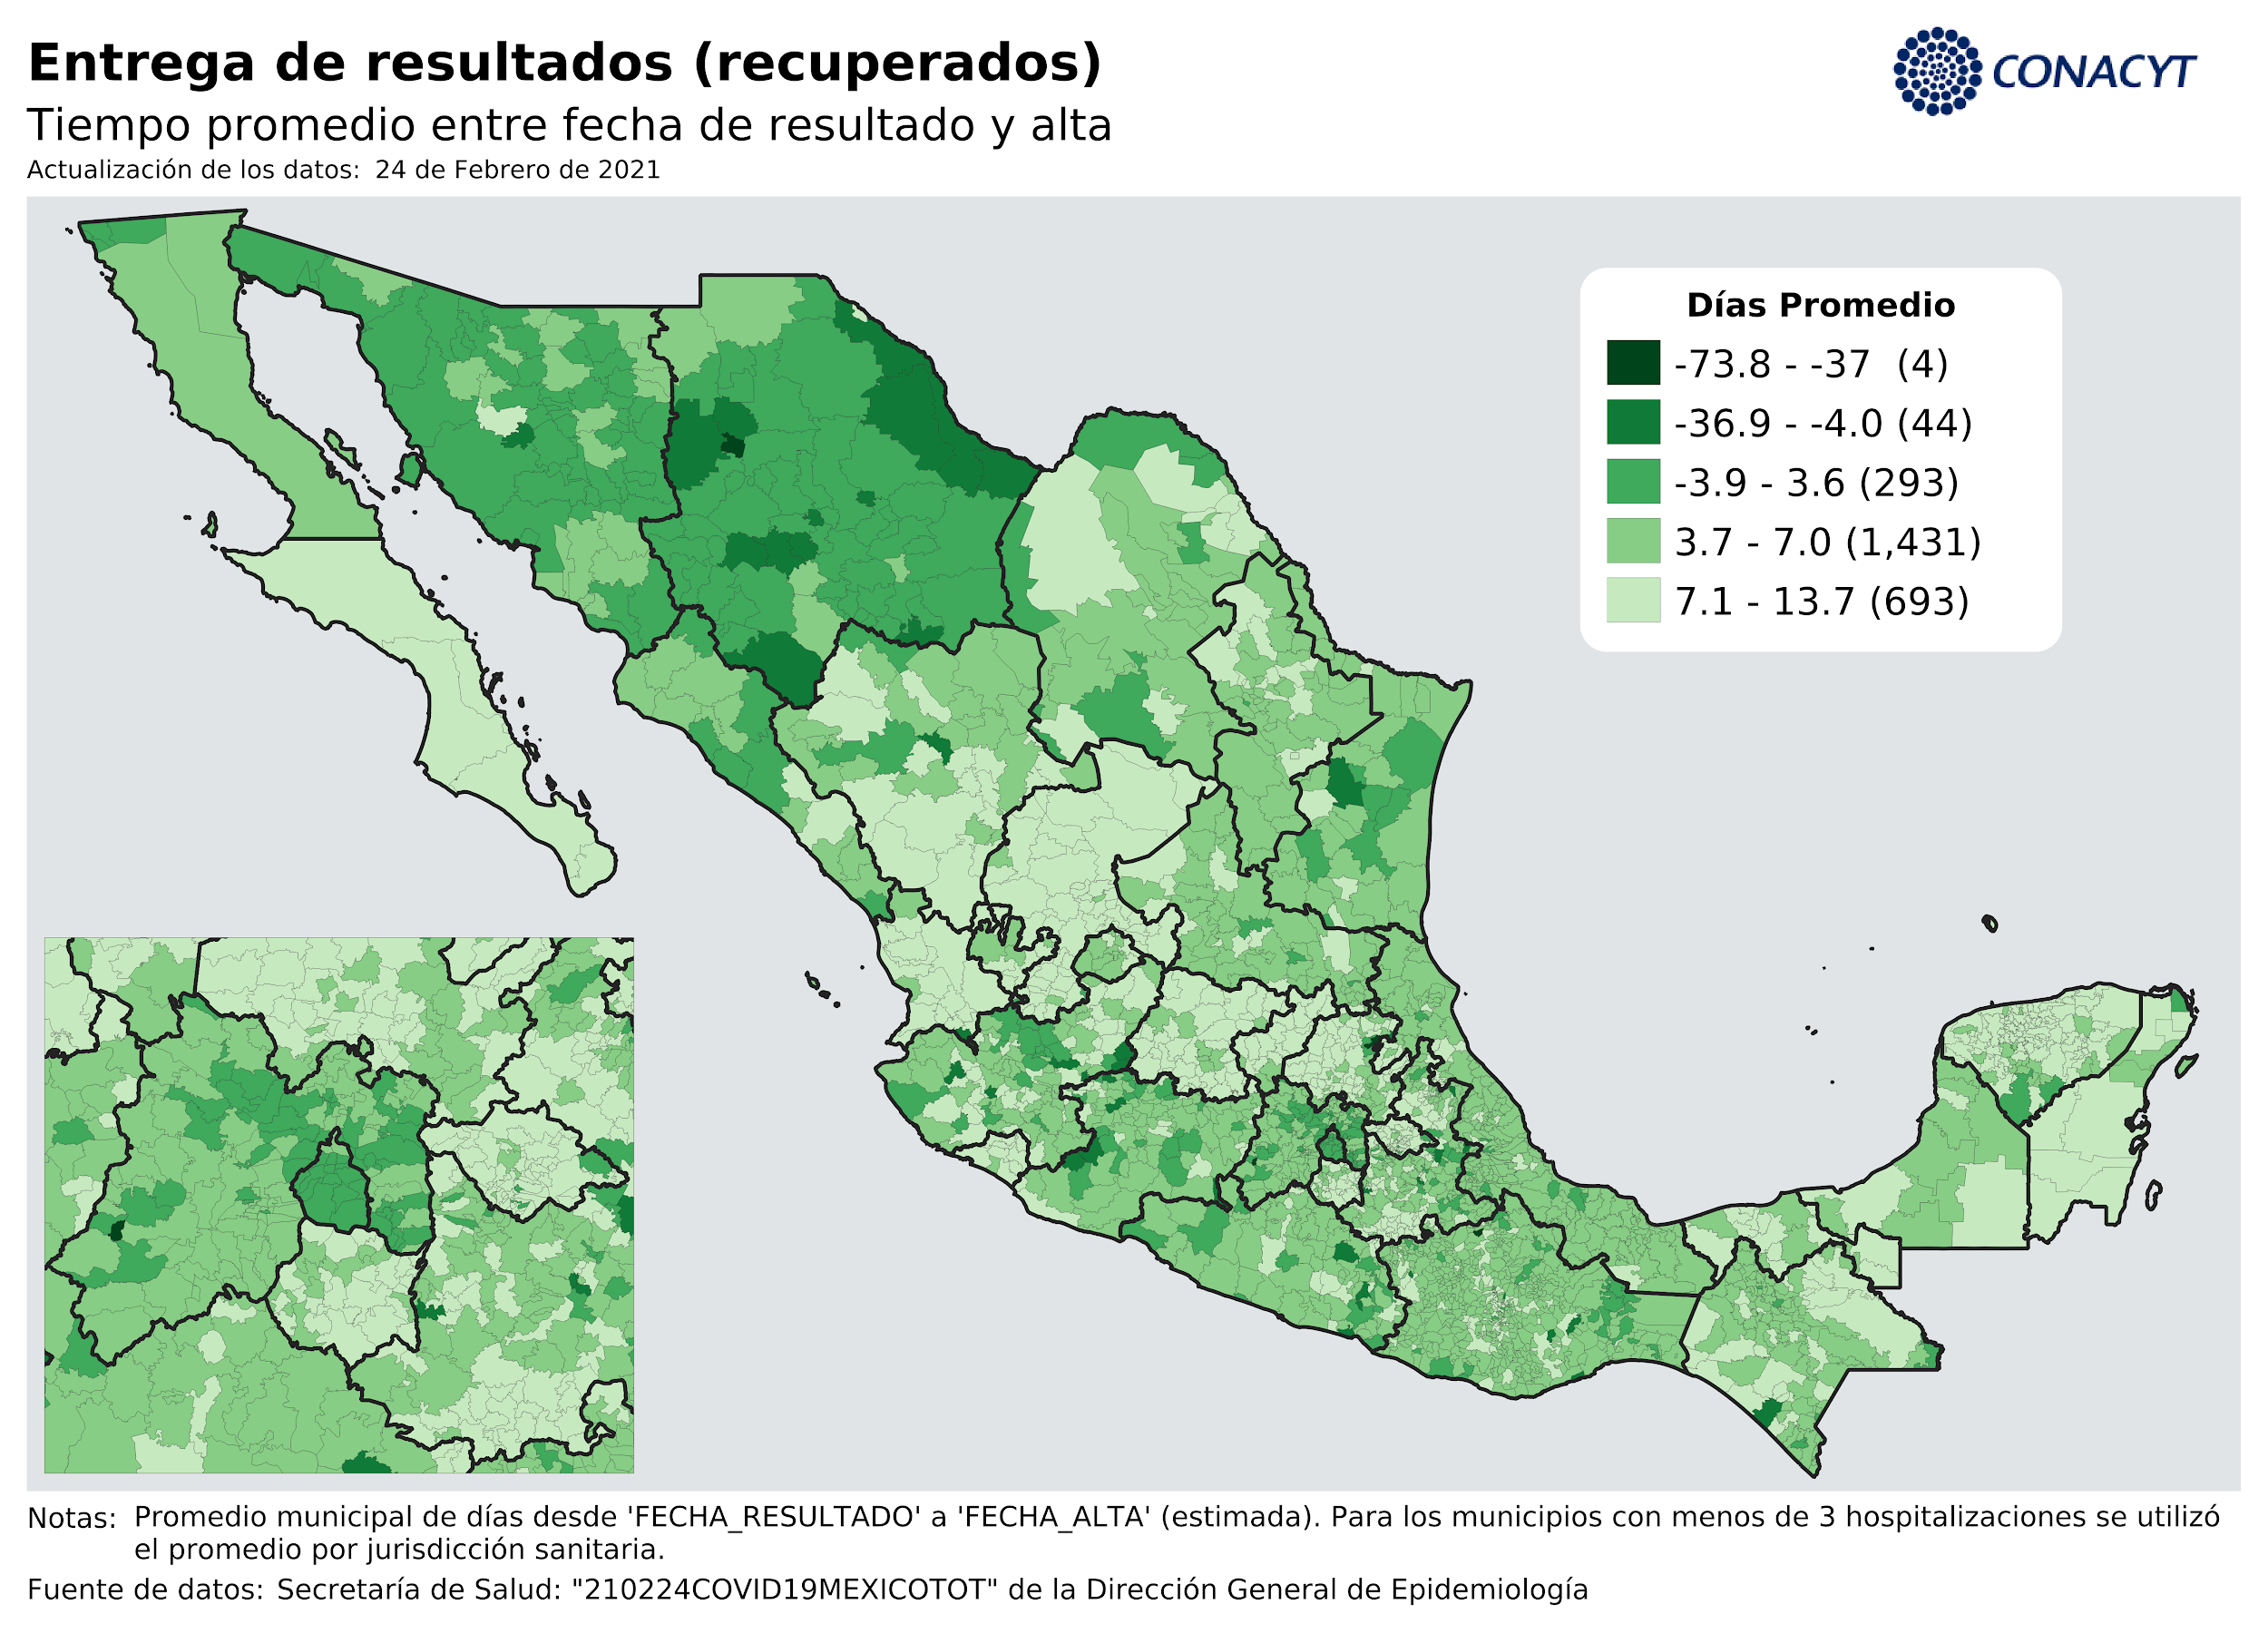 Entrega de resultados (recuperados)
CONACYT
Tiempo promedio entre fecha de resultado y alta
Actualización de los datos: 24 de Febrero de 2021
Días Promedio
-73.8 - -37 (4)
-36.9 - -4.0 (44)
-3.9 - 3.6 (293)
3.7 - 7.0 (1,431)
7.1 - 13.7 (693)
Notas: Promedio municipal de días desde 'FECHA_RESULTADO' a 'FECHA_ALTA' (estimada). Para los municipios con menos de 3 hospitalizaciones se utilizó
el promedio por jurisdicción sanitaria.
Fuente de datos: Secretaría de Salud: "210224COVID19MEXICOTOT" de la Dirección General de Epidemiología